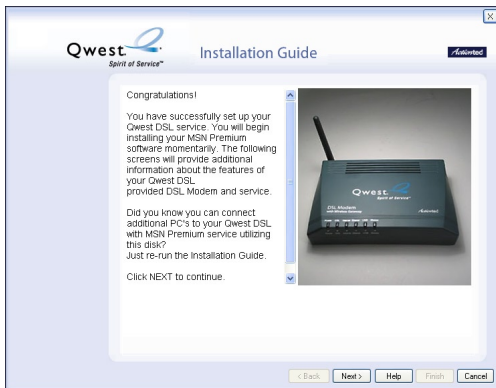 Qwest.
Spirit of Service™
Installation Guide
Actiontec
Congratulations!
You have successfully set up your
Qwest DSL service. You will begin
installing your MSN Premium
software momentarily. The following
screens will provide additional
information about the features of
your Qwest DSL
provided DSL Modem and service.
Did you know you can connect
additional PC's to your Qwest DSL
with MSN Premium service utilizing
this disk?
Just re-run the Installation Guide.
Click NEXT to continue.
Qwest
Spirit of Service
DSL Modem
with Wireless Gateway
Actiontec
< Back
Next >
Help
Finish
Cancel